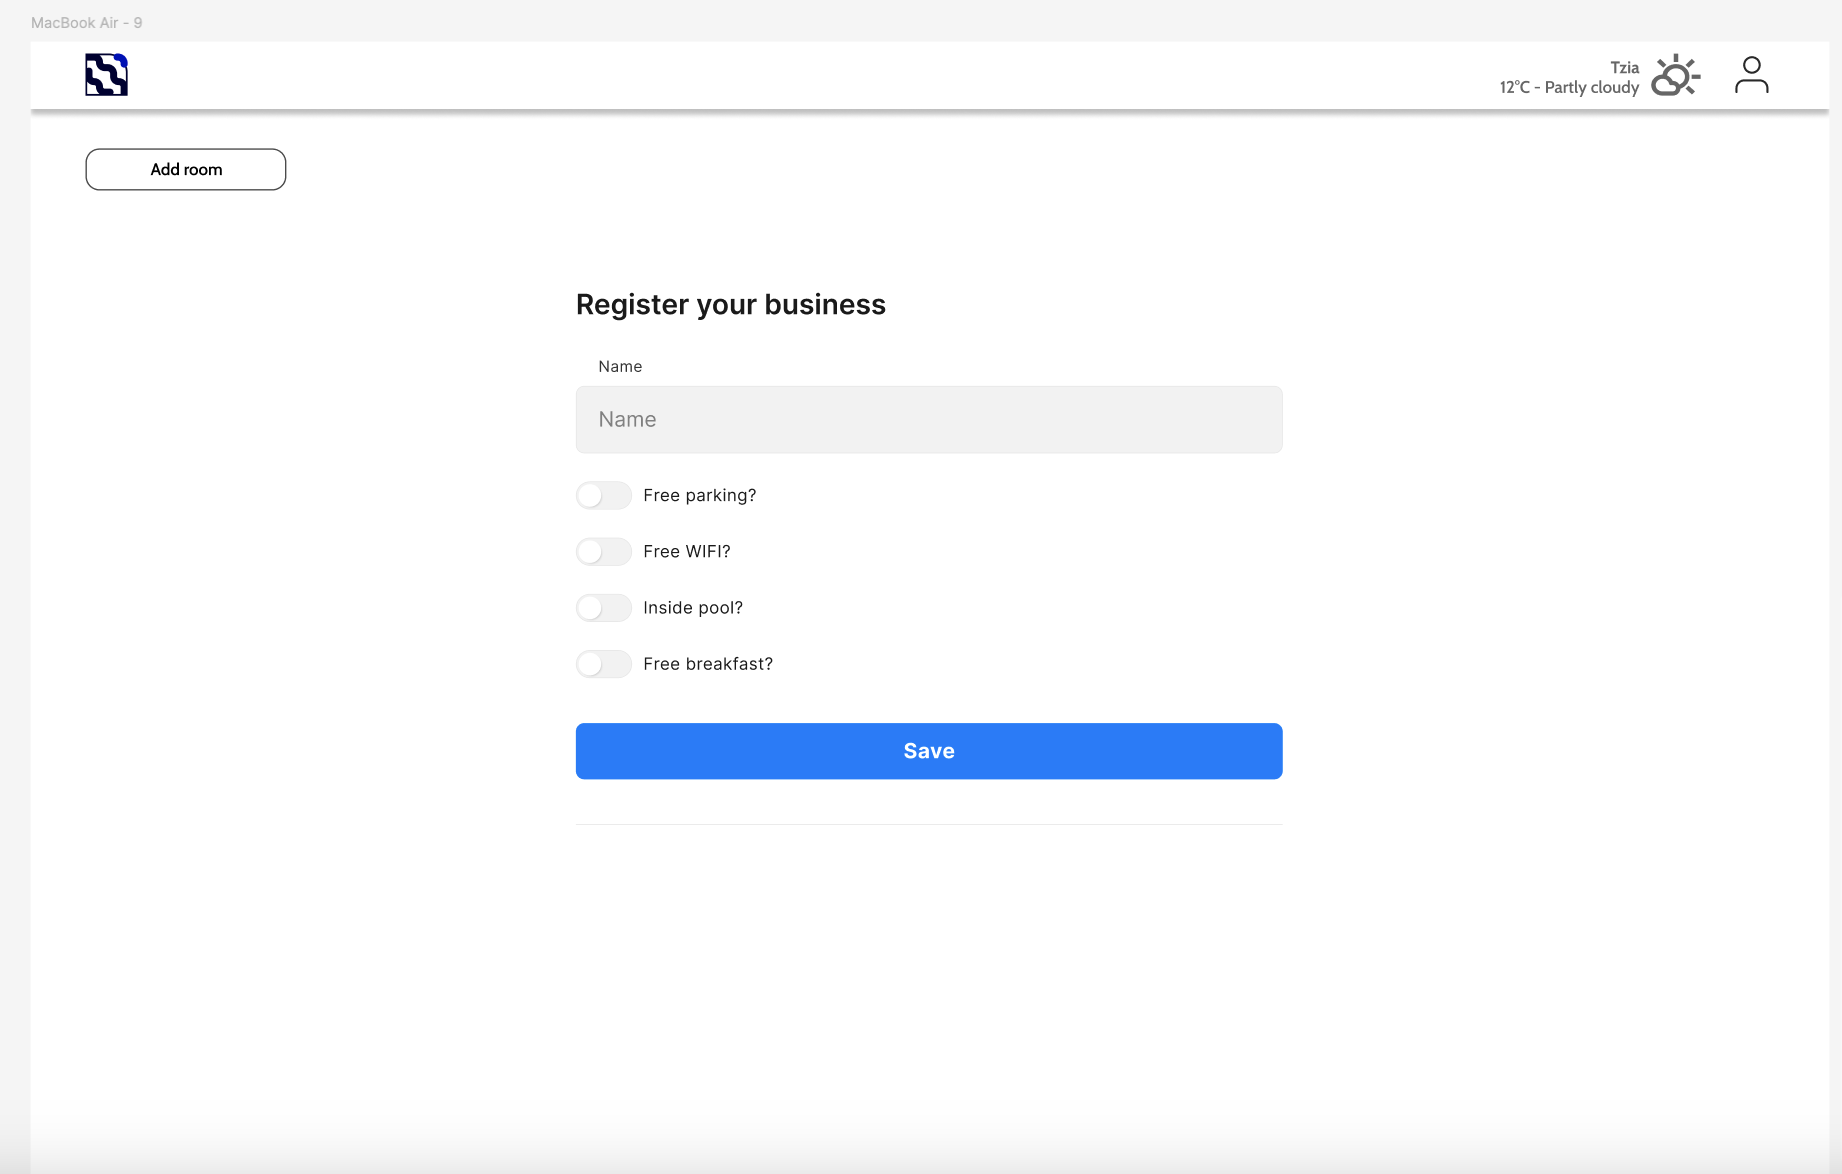 MacBook Air - 9
Tzia
12°C - Partly cloudy
Add room
Register your business
Name
Name
Free parking?
Free WIFI?
Inside pool?
Free breakfast?
Save